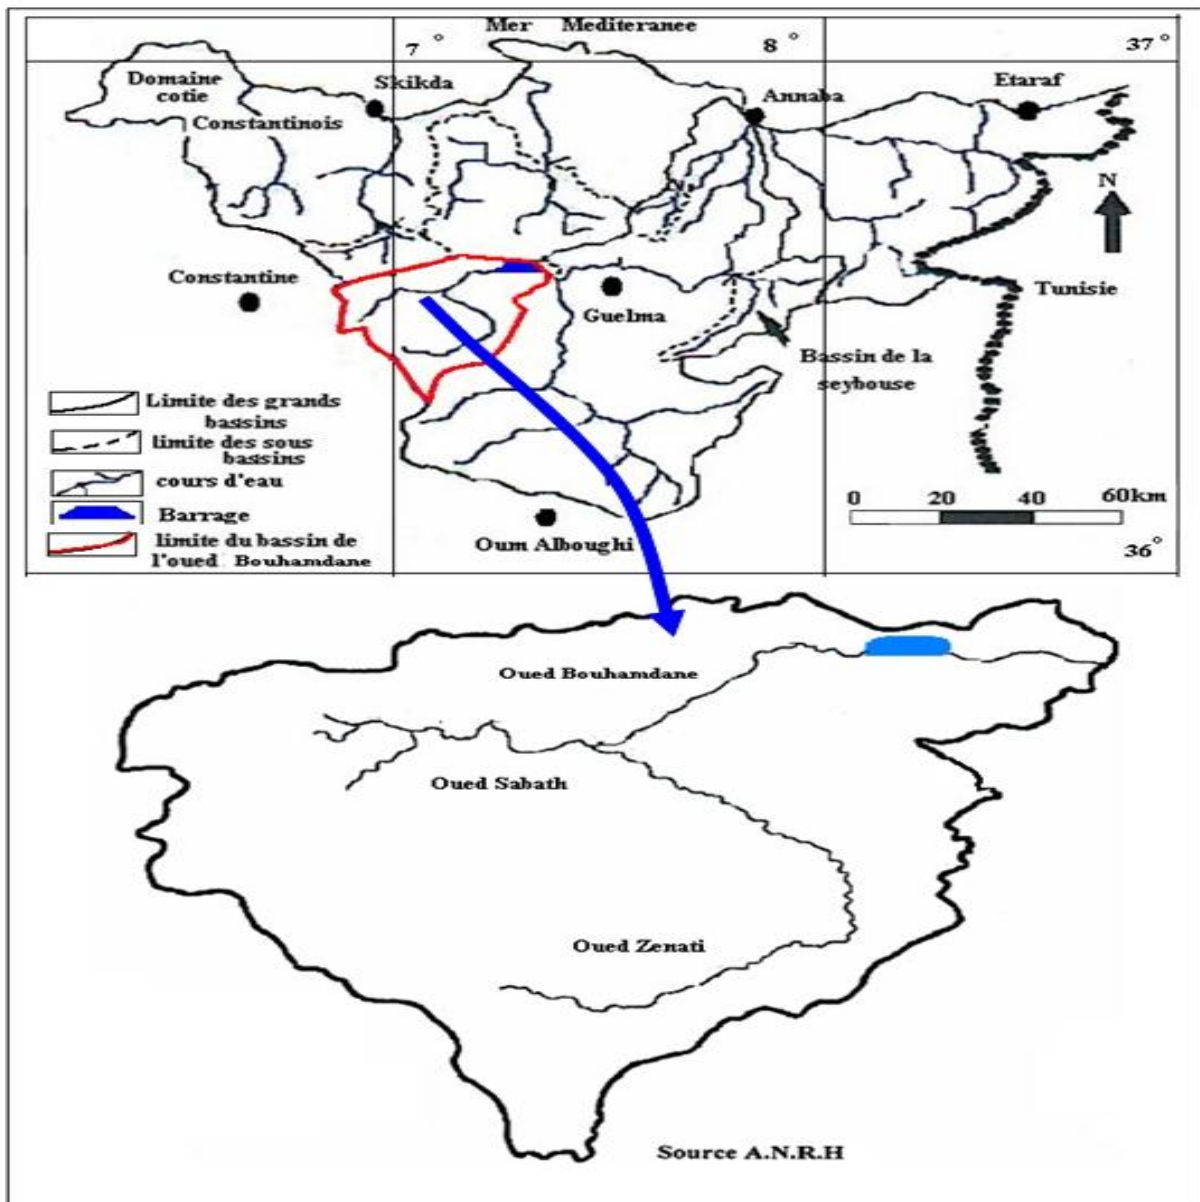 Mer Mediteranee
7°
8°
37°
Domaine
cotie
Constantinois
Skikda
Annaba
Etaraf
N
Constantine
Guelma
Tunisie
Bassin de la
seybouse
Limite des grands
bassins
limite des sous
bassins
cours d'eau
Barrage
limite du bassin de
l'oued Bouhamdane
Oum Alboughi
0 20 40 60km
36°
Oued Bouhamdane
Oued Sabath
Oued Zenati
Source A.N.R.H